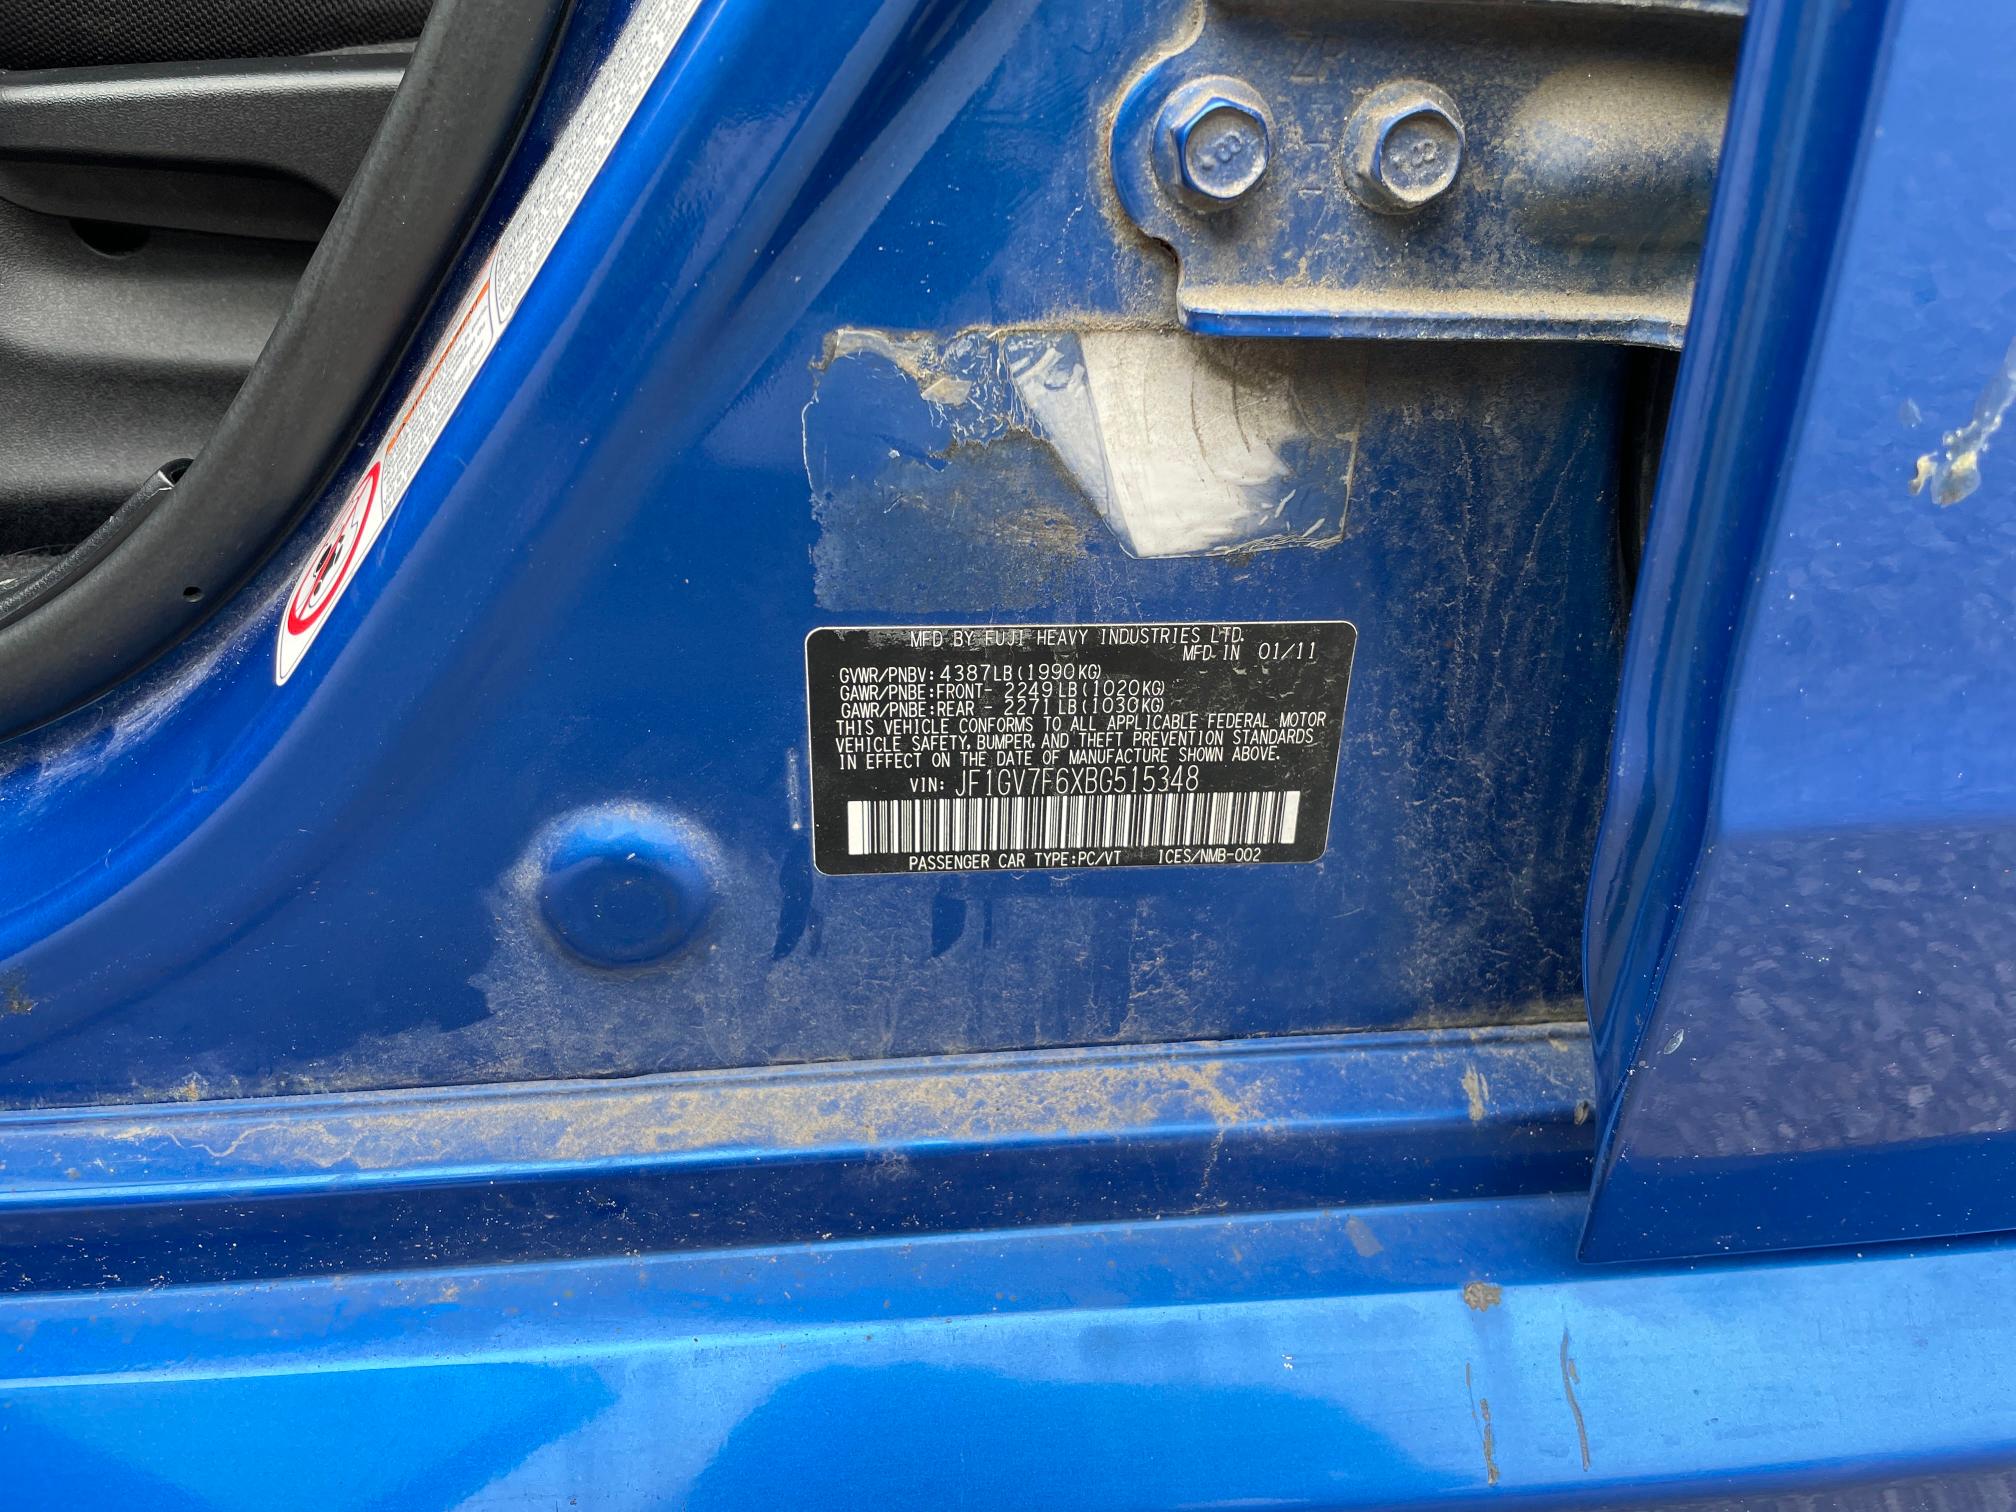 MFD BY FUJI HEAVY INDUSTRIES LTD.
MFD IN 01/11
GVWR/PNBV: 4387LB(1990KG)
GAWR/PNBE:FRONT- 2249LB(1020KG)
GAWR/PNBE:REAR - 2271LB(1030KG)
THIS VEHICLE CONFORMS TO ALL APPLICABLE FEDERAL MOTOR
VEHICLE SAFETY, BUMPER, AND THEFT PREVENTION STANDARDS
IN EFFECT ON THE DATE OF MANUFACTURE SHOWN ABOVE.
VIN: JF1GV7F6XBG515348
PASSENGER CAR TYPE:PC/VT ICES/NMB-002
8
8